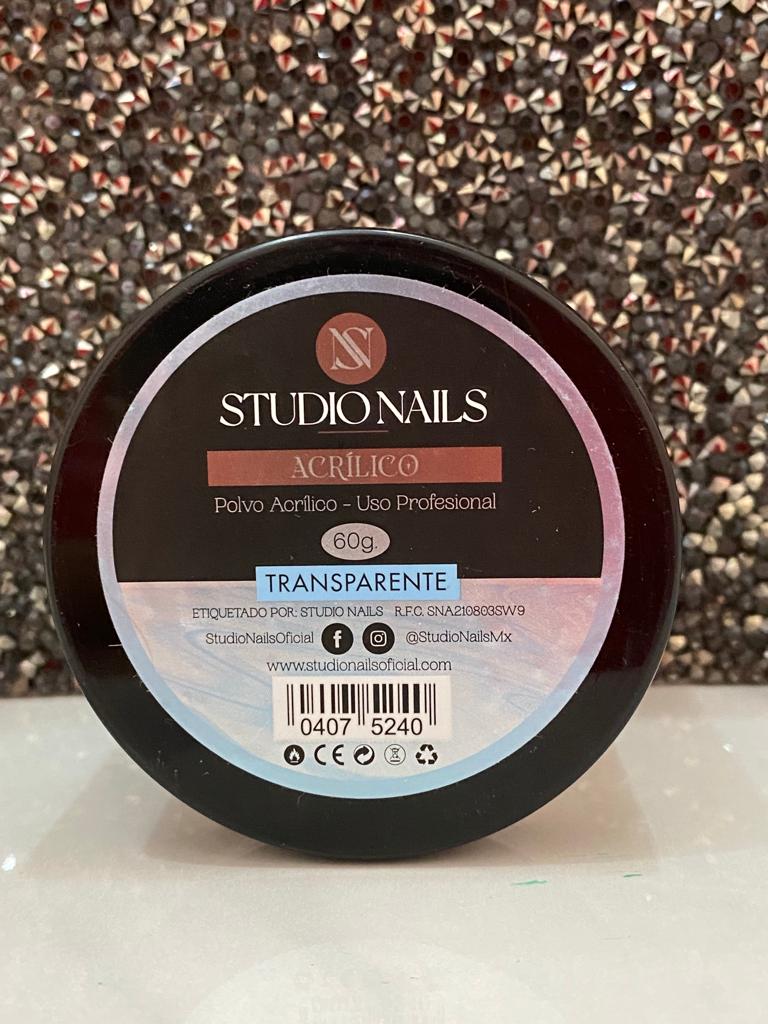 NS
STUDIO NAILS
ACRÍLICO
Polvo Acrílico - Uso Profesional
60g.
TRANSPARENTE
ETIQUETADO POR: STUDIO NAILS R.F.C. SNA210803SW9
StudioNailsOficial f @StudioNailsMx
www.studionailsoficial.com
0407 5240
CE